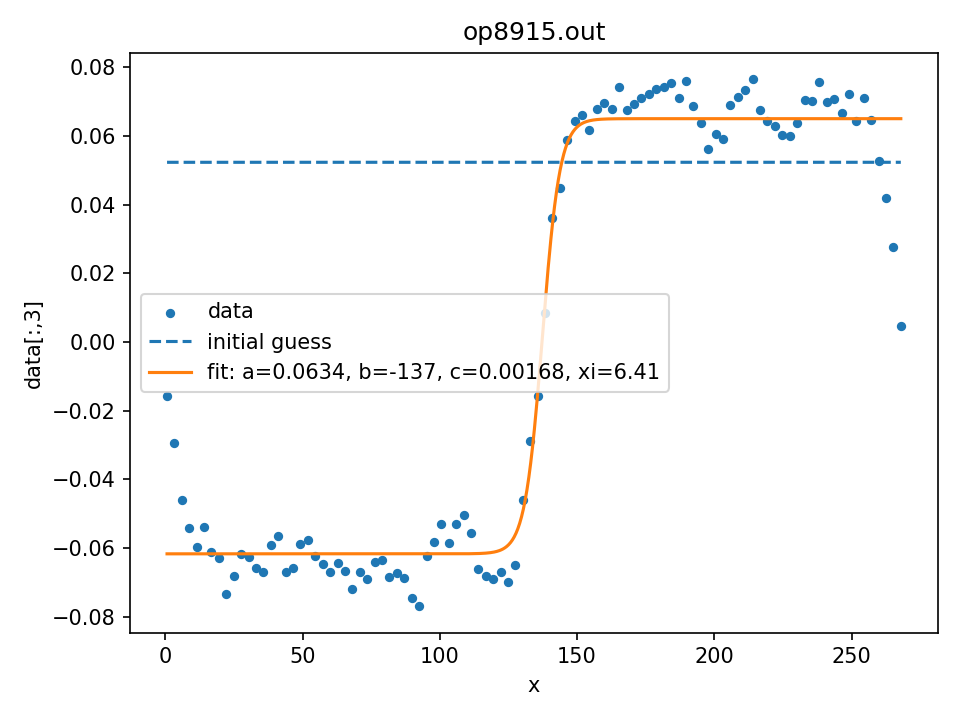 op8915.out
0.08
0.06
0.04
0.02
0.00
−0.02
−0.04
−0.06
−0.08
data[:,3]
data
initial guess
fit: a=0.0634, b=-137, c=0.00168, xi=6.41
0 50 100 150 200 250
x